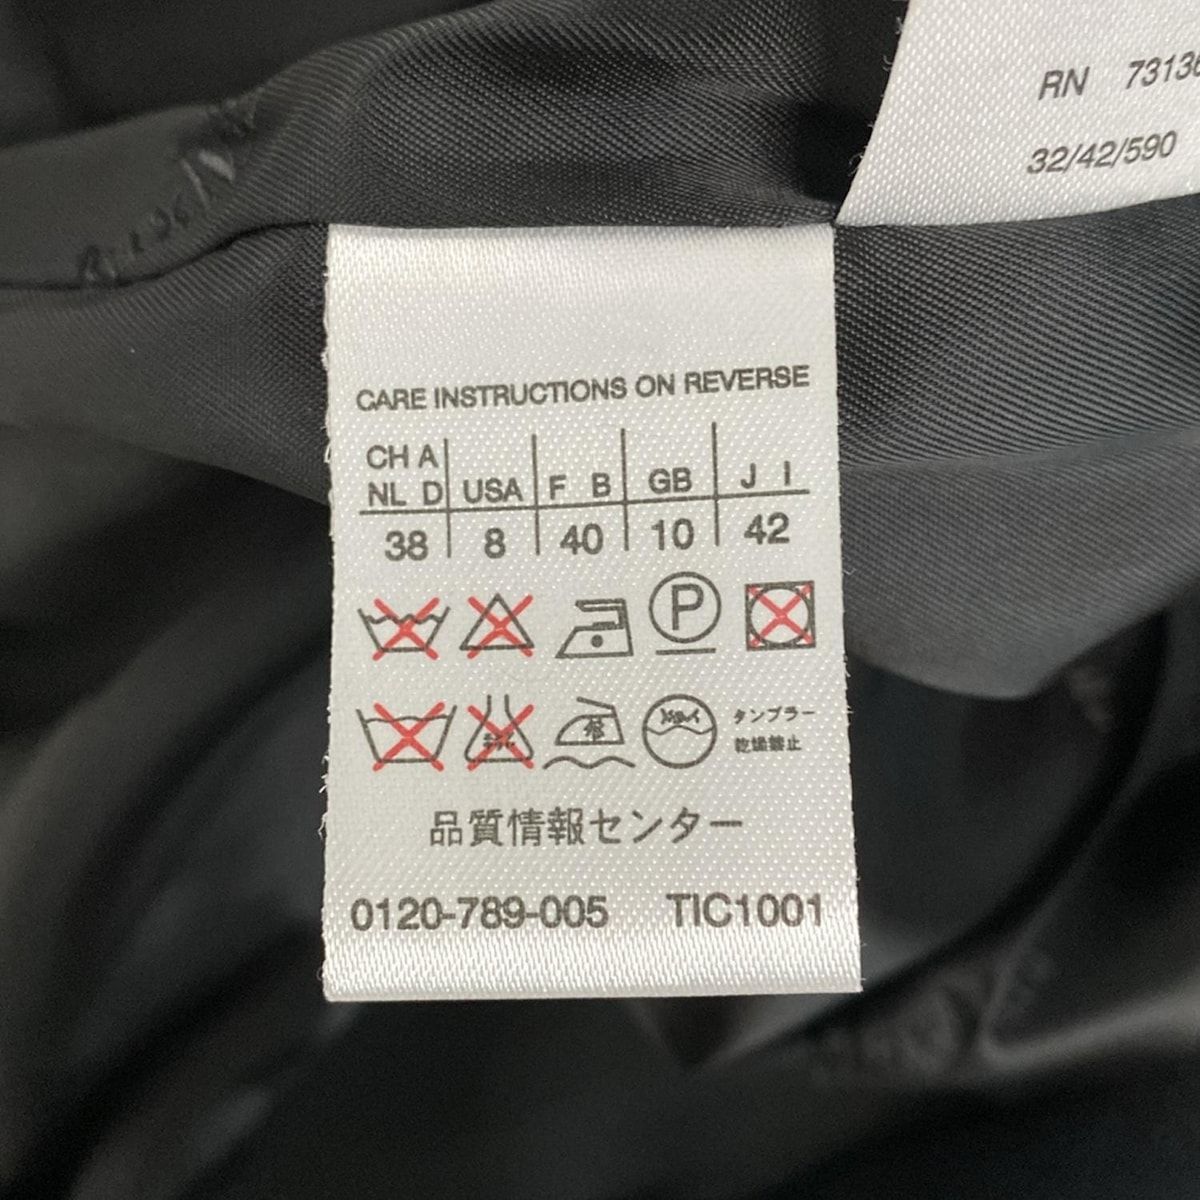 RN 73136
32/42/590
CARE INSTRUCTIONS ON REVERSE
CH A
NL D USA F B GB J I
38 8 40 10 42
P
タンブラー
乾燥禁止
品質情報センター
0120-789-005 TIC1001